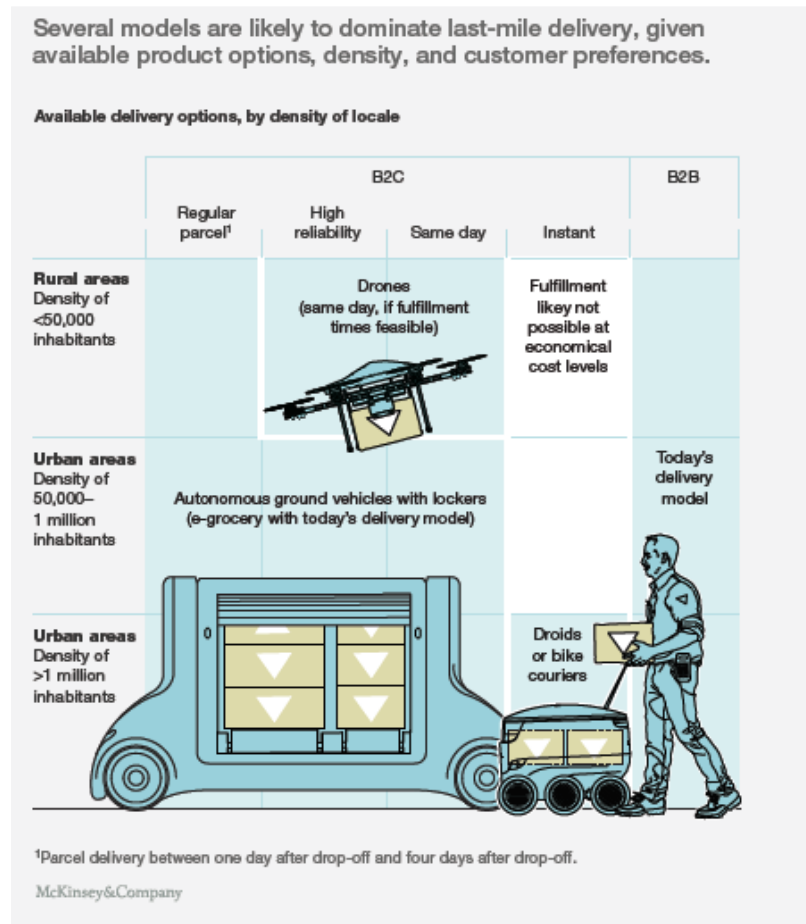 Several models are likely to dominate last-mile delivery, given
available product options, density, and customer preferences.
Available delivery options, by density of locale
B2C
B2B
Regular
parcel¹
High
reliability
Same day
Instant
Rural areas
Density of
<50,000
inhabitants
Drones
(same day, if fulfillment
times feasible)
Fulfillment
likey not
possible at
economical
cost levels
Urban areas
Density of
50,000–
1 million
inhabitants
Autonomous ground vehicles with lockers
(e-grocery with today's delivery model)
Today's
delivery
model
Urban areas
Density of
>1 million
inhabitants
Droids
or bike
couriers
¹Parcel delivery between one day after drop-off and four days after drop-off.
McKinsey&Company